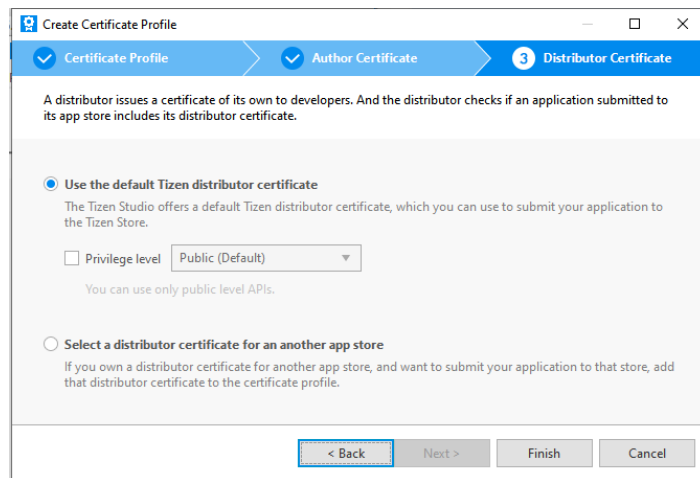 Create Certificate Profile
Certificate Profile
Author Certificate
3 Distributor Certificate
A distributor issues a certificate of its own to developers. And the distributor checks if an application submitted to
its app store includes its distributor certificate.
Use the default Tizen distributor certificate
The Tizen Studio offers a default Tizen distributor certificate, which you can use to submit your application to
the Tizen Store.
Privilege level
Public (Default)
You can use only public level APIs.
Select a distributor certificate for an another app store
If you own a distributor certificate for another app store, and want to submit your application to that store, add
that distributor certificate to the certificate profile.
< Back
Next >
Finish
Cancel